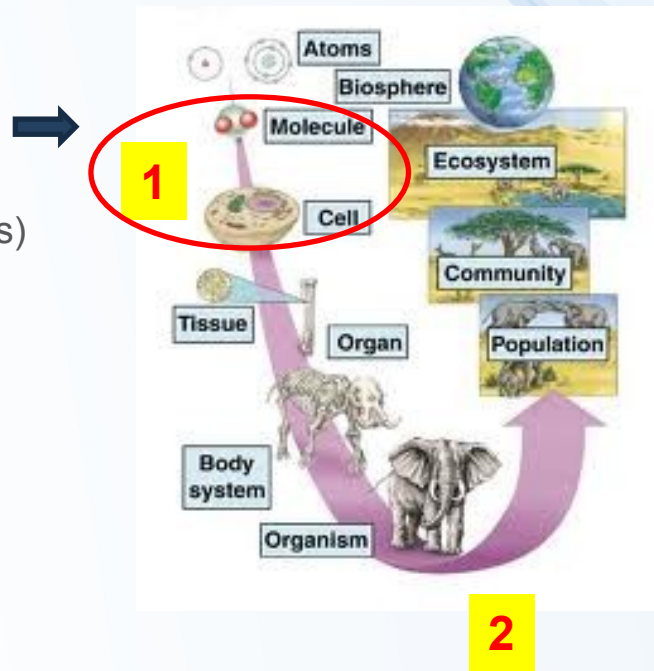 Atoms
Biosphere
Molecule
Ecosystem
1
Cell
s)
Community
Tissue
Organ
Population
Body
system
Organism
2